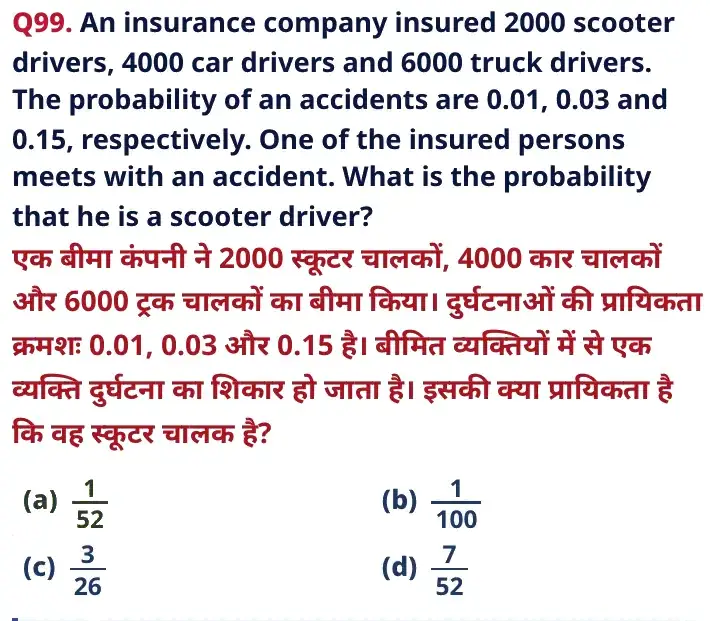 Q99. An insurance company insured 2000 scooter
drivers, 4000 car drivers and 6000 truck drivers.
The probability of an accidents are 0.01, 0.03 and
0.15, respectively. One of the insured persons
meets with an accident. What is the probability
that he is a scooter driver?
एक बीमा कंपनी ने 2000 स्कूटर चालकों, 4000 कार चालकों
और 6000 ट्रक चालकों का बीमा किया। दुर्घटनाओं की प्रायिकता
क्रमशः 0.01, 0.03 और 0.15 है। बीमित व्यक्तियों में से एक
व्यक्ति दुर्घटना का शिकार हो जाता है। इसकी क्या प्रायिकता है
कि वह स्कूटर चालक है?
(a) 1/52 (b) 1/100
(c) 3/26 (d) 7/52